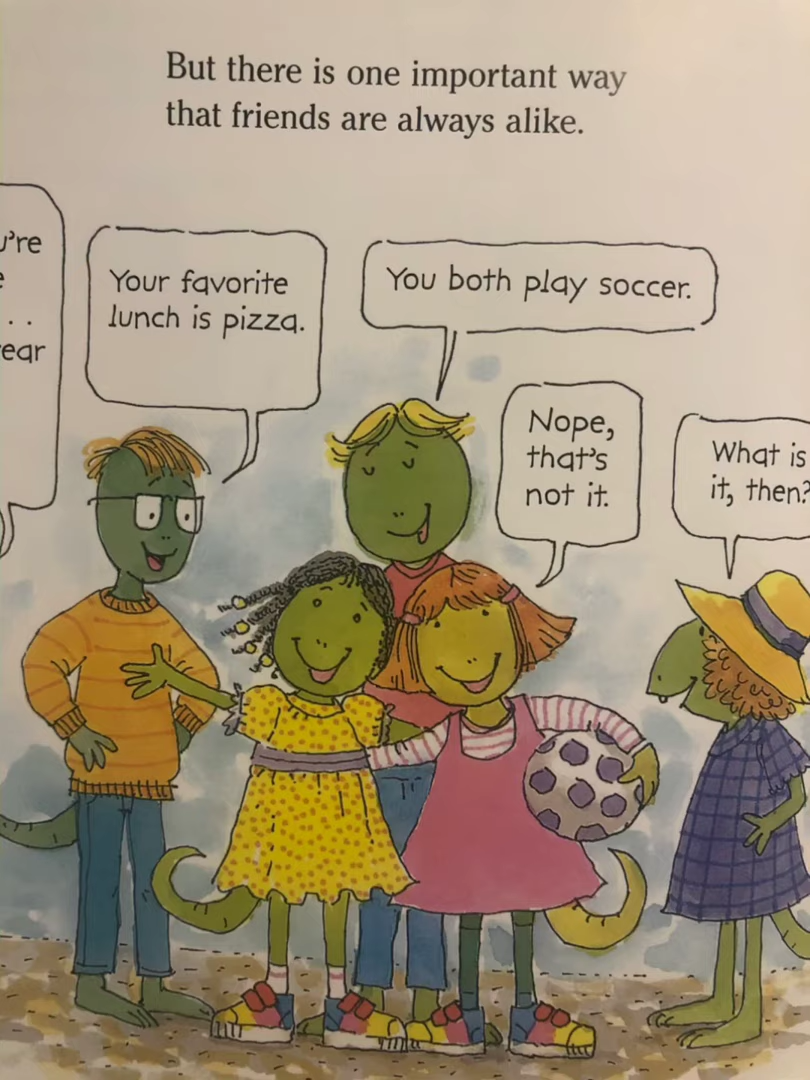 But there is one important way
that friends are always alike.
Your favorite
lunch is pizza.
You both play soccer.
Nope,
that's
not it.
What is
it, then?